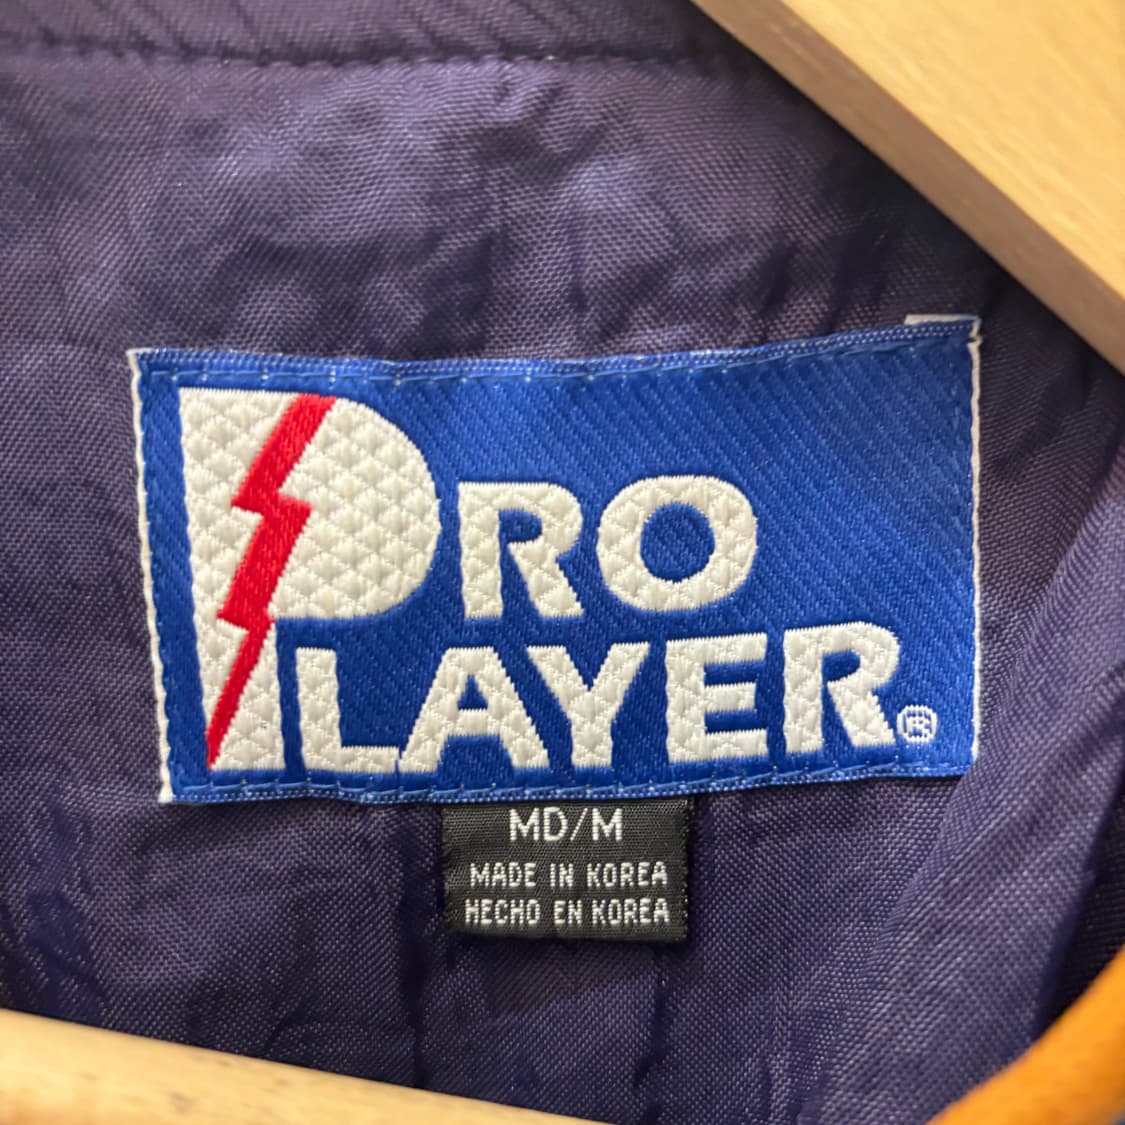 PRO
PLAYER®
MD/M
MADE IN KOREA
HECHO EN KOREA